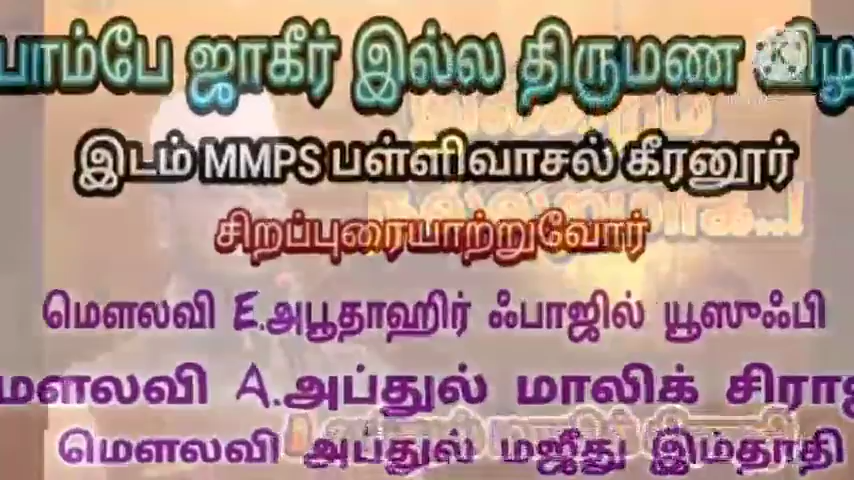 பாம்பே ஜாகீர் இல்ல திருமண
இடம் MMPS பள்ளிவாசல் கீரனூர்
சிறப்புரையாற்றுவோர்
மௌலவி E.அபூதாஹிர் ஃபாஜில் யூஸுஃபி
மௌலவி A.அப்துல் மாலிக்
மௌலவி அப்துல் மஜீது இம்தாதி